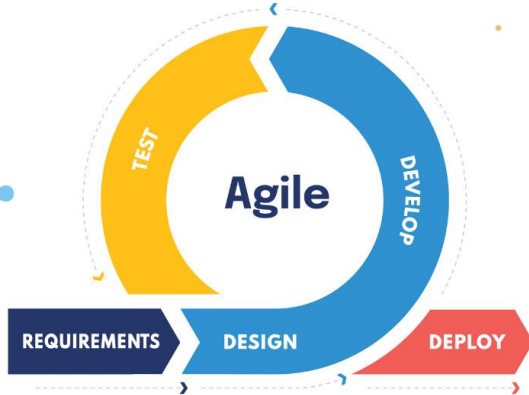 TEST
DEVELOP
Agile
REQUIREMENTS
DESIGN
DEPLOY